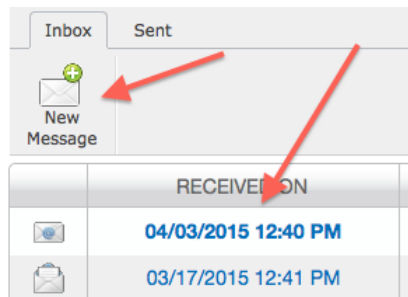 Inbox Sent
New
Message
RECEIVED ON
04/03/2015 12:40 PM
03/17/2015 12:41 PM